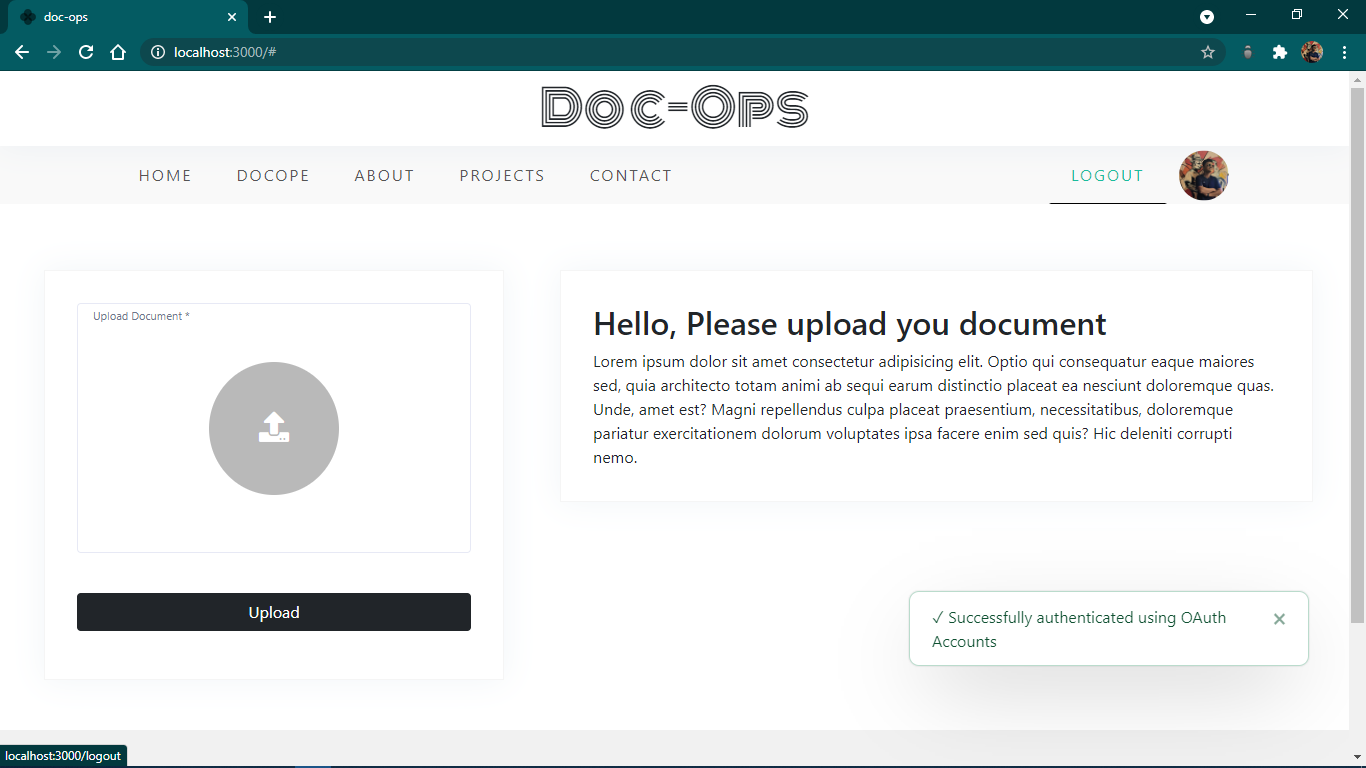 doc-ops
localhost:3000/#
Doc-Ops
HOME DOCOPE ABOUT PROJECTS CONTACT LOGOUT
Upload Document *
Upload
Hello, Please upload you document
Lorem ipsum dolor sit amet consectetur adipisicing elit. Optio qui consequatur eaque maiores
sed, quia architecto totam animi ab sequi earum distinctio placeat ea nesciunt doloremque quas.
Unde, amet est? Magni repellendus culpa placeat praesentium, necessitatibus, doloremque
pariatur exercitationem dolorum voluptates ipsa facere enim sed quis? Hic deleniti corrupti
nemo.
✓ Successfully authenticated using OAuth
Accounts
localhost:3000/logout